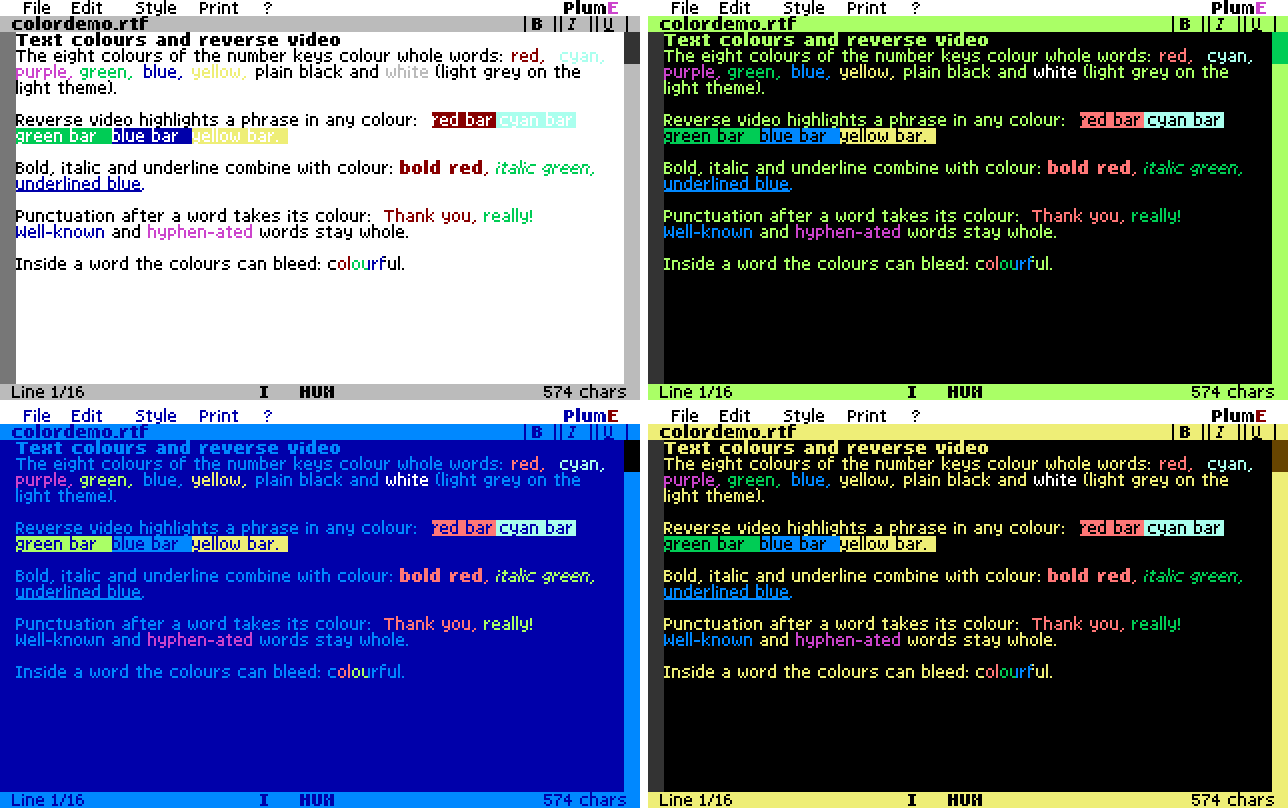 File Edit Style Print ? PlumE
colordemo.rtf B I U
Text colours and reverse video
The eight colours of the number keys colour whole words: red, cyan,
purple, green, blue, yellow, plain black and white (light grey on the
light theme).
Reverse video highlights a phrase in any colour: red bar cyan bar
green bar blue bar yellow bar.
Bold, italic and underline combine with colour: bold red, italic green,
underlined blue.
Punctuation after a word takes its colour: Thank you, really!
Well-known and hyphen-ated words stay whole.
Inside a word the colours can bleed: colourful.
Line 1/16 I NUM 574 chars
File Edit Style Print ? PlumE
colordemo.rtf B I U
Text colours and reverse video
The eight colours of the number keys colour whole words: red, cyan,
purple, green, blue, yellow, plain black and white (light grey on the
light theme).
Reverse video highlights a phrase in any colour: red bar cyan bar
green bar blue bar yellow bar.
Bold, italic and underline combine with colour: bold red, italic green,
underlined blue.
Punctuation after a word takes its colour: Thank you, really!
Well-known and hyphen-ated words stay whole.
Inside a word the colours can bleed: colourful.
Line 1/16 I NUM 574 chars
File Edit Style Print ? PlumE
colordemo.rtf B I U
Text colours and reverse video
The eight colours of the number keys colour whole words: red, cyan,
purple, green, blue, yellow, plain black and white (light grey on the
light theme).
Reverse video highlights a phrase in any colour: red bar cyan bar
green bar blue bar yellow bar.
Bold, italic and underline combine with colour: bold red, italic green,
underlined blue.
Punctuation after a word takes its colour: Thank you, really!
Well-known and hyphen-ated words stay whole.
Inside a word the colours can bleed: colourful.
Line 1/16 I NUM 574 chars
File Edit Style Print ? PlumE
colordemo.rtf B I U
Text colours and reverse video
The eight colours of the number keys colour whole words: red, cyan,
purple, green, blue, yellow, plain black and white (light grey on the
light theme).
Reverse video highlights a phrase in any colour: red bar cyan bar
green bar blue bar yellow bar.
Bold, italic and underline combine with colour: bold red, italic green,
underlined blue.
Punctuation after a word takes its colour: Thank you, really!
Well-known and hyphen-ated words stay whole.
Inside a word the colours can bleed: colourful.
Line 1/16 I NUM 574 chars